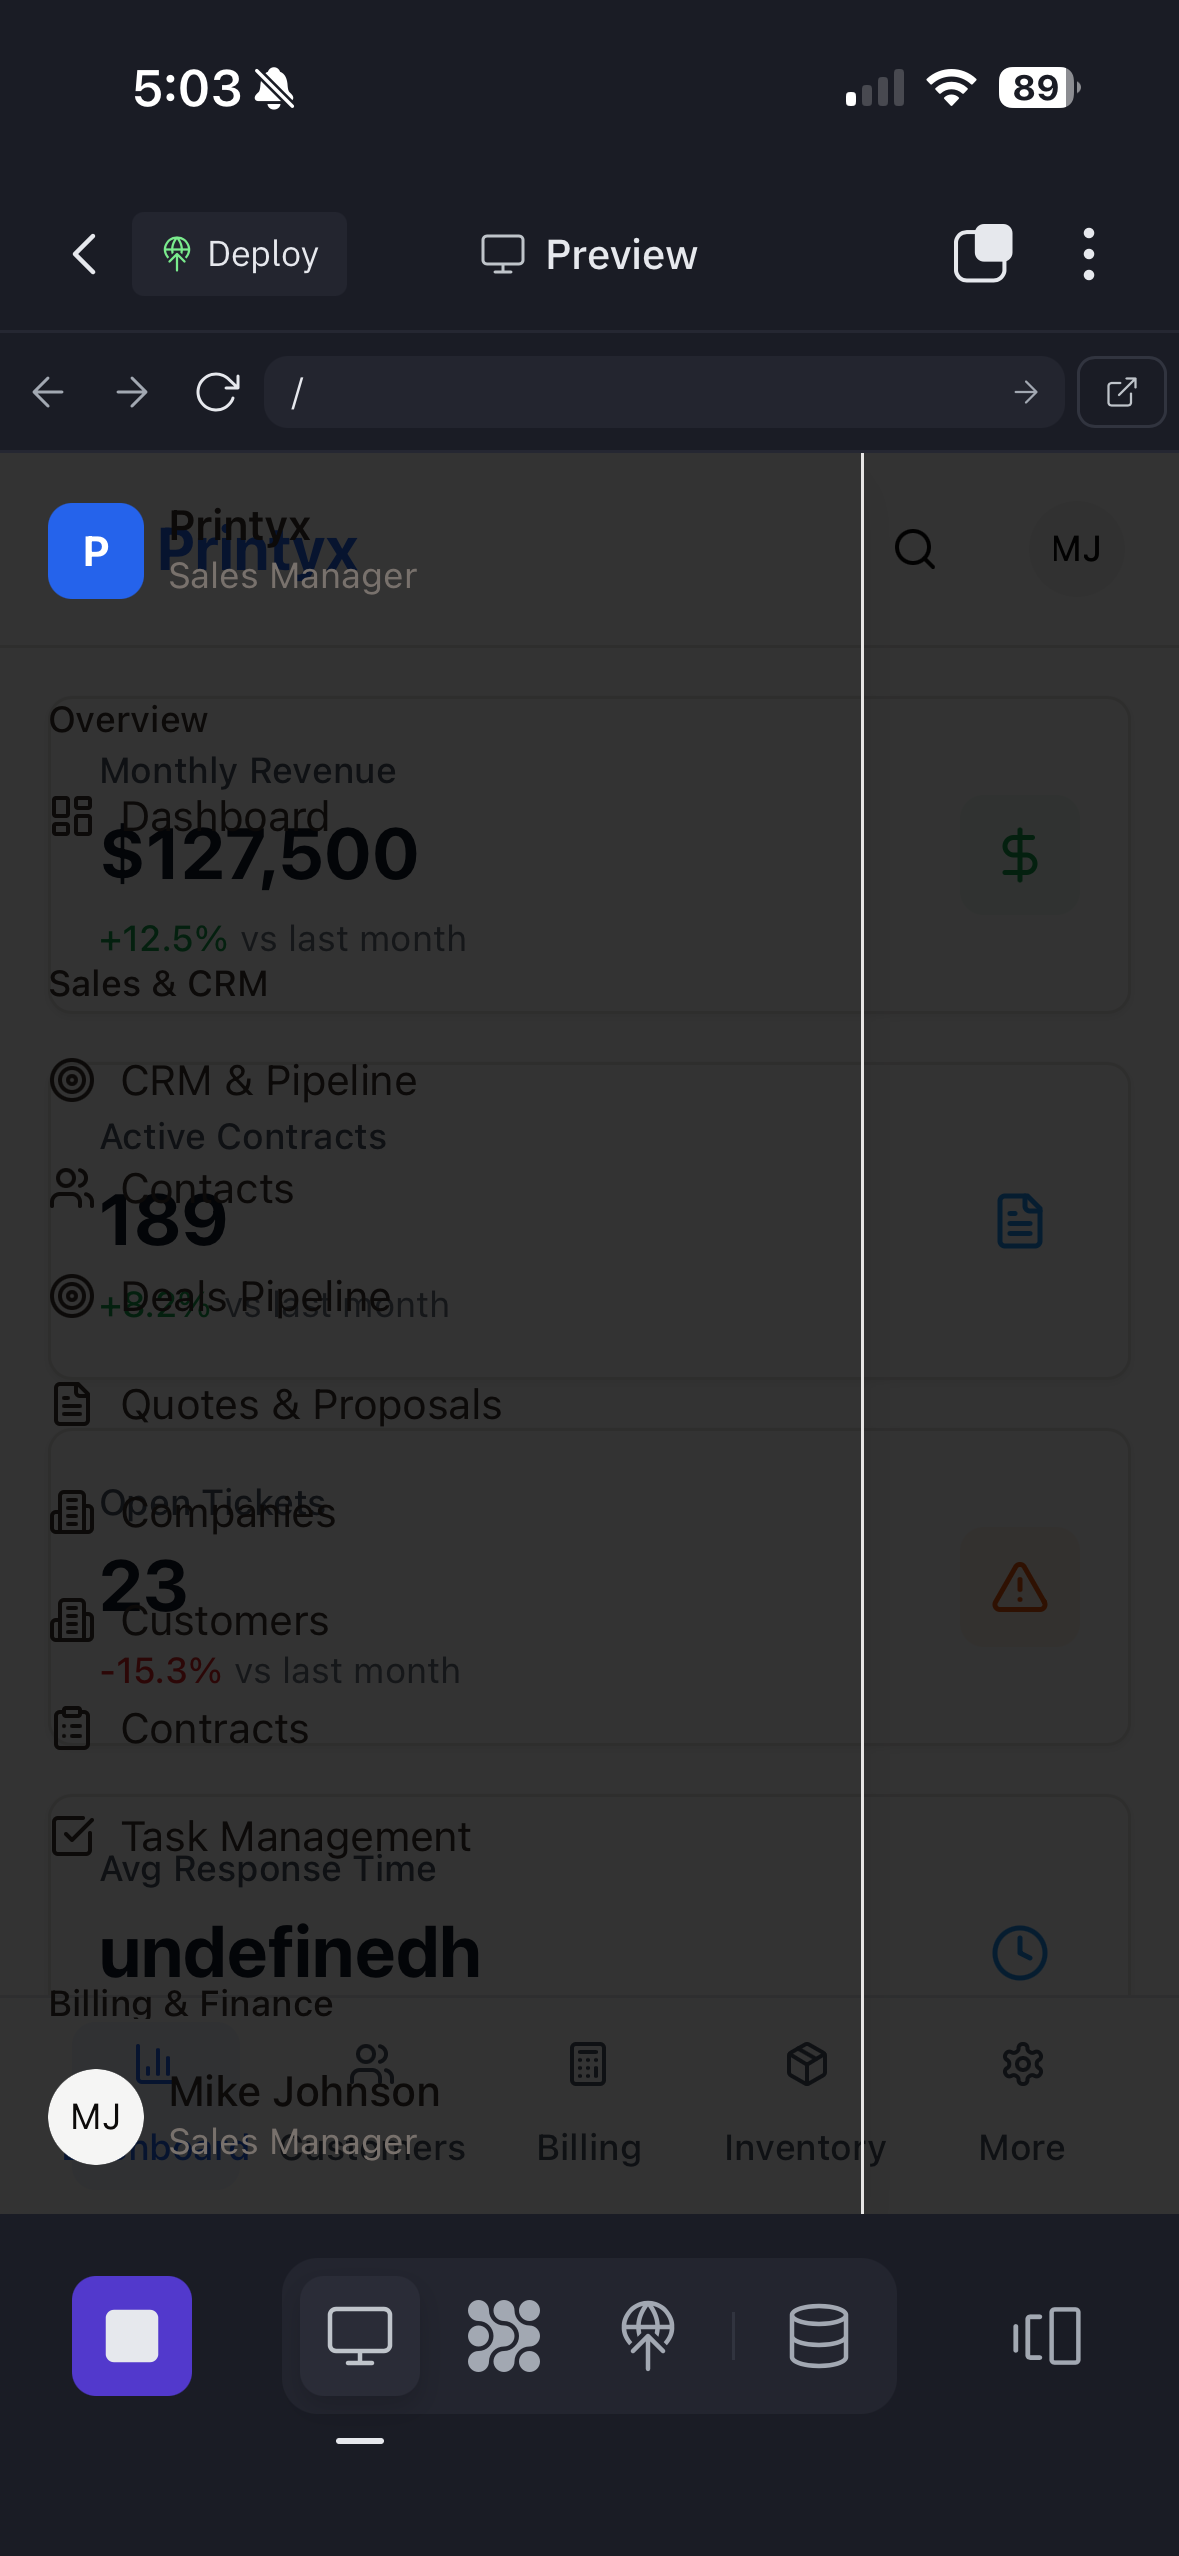 5:03
89
Deploy
Preview
/
P
Printyx
Printyx
Sales Manager
MJ
Overview
Monthly Revenue
Dashboard
$127,500
+12.5% vs last month
Sales & CRM
CRM & Pipeline
Active Contracts
Contacts
189
Deals Pipeline
+8.2% vs last month
Quotes & Proposals
Open Tickets
Companies
23
Customers
-15.3% vs last month
Contracts
Task Management
Avg Response Time
undefinedh
Billing & Finance
MJ
Mike Johnson
Sales Manager
Dashboard
Customers
Billing
Inventory
More